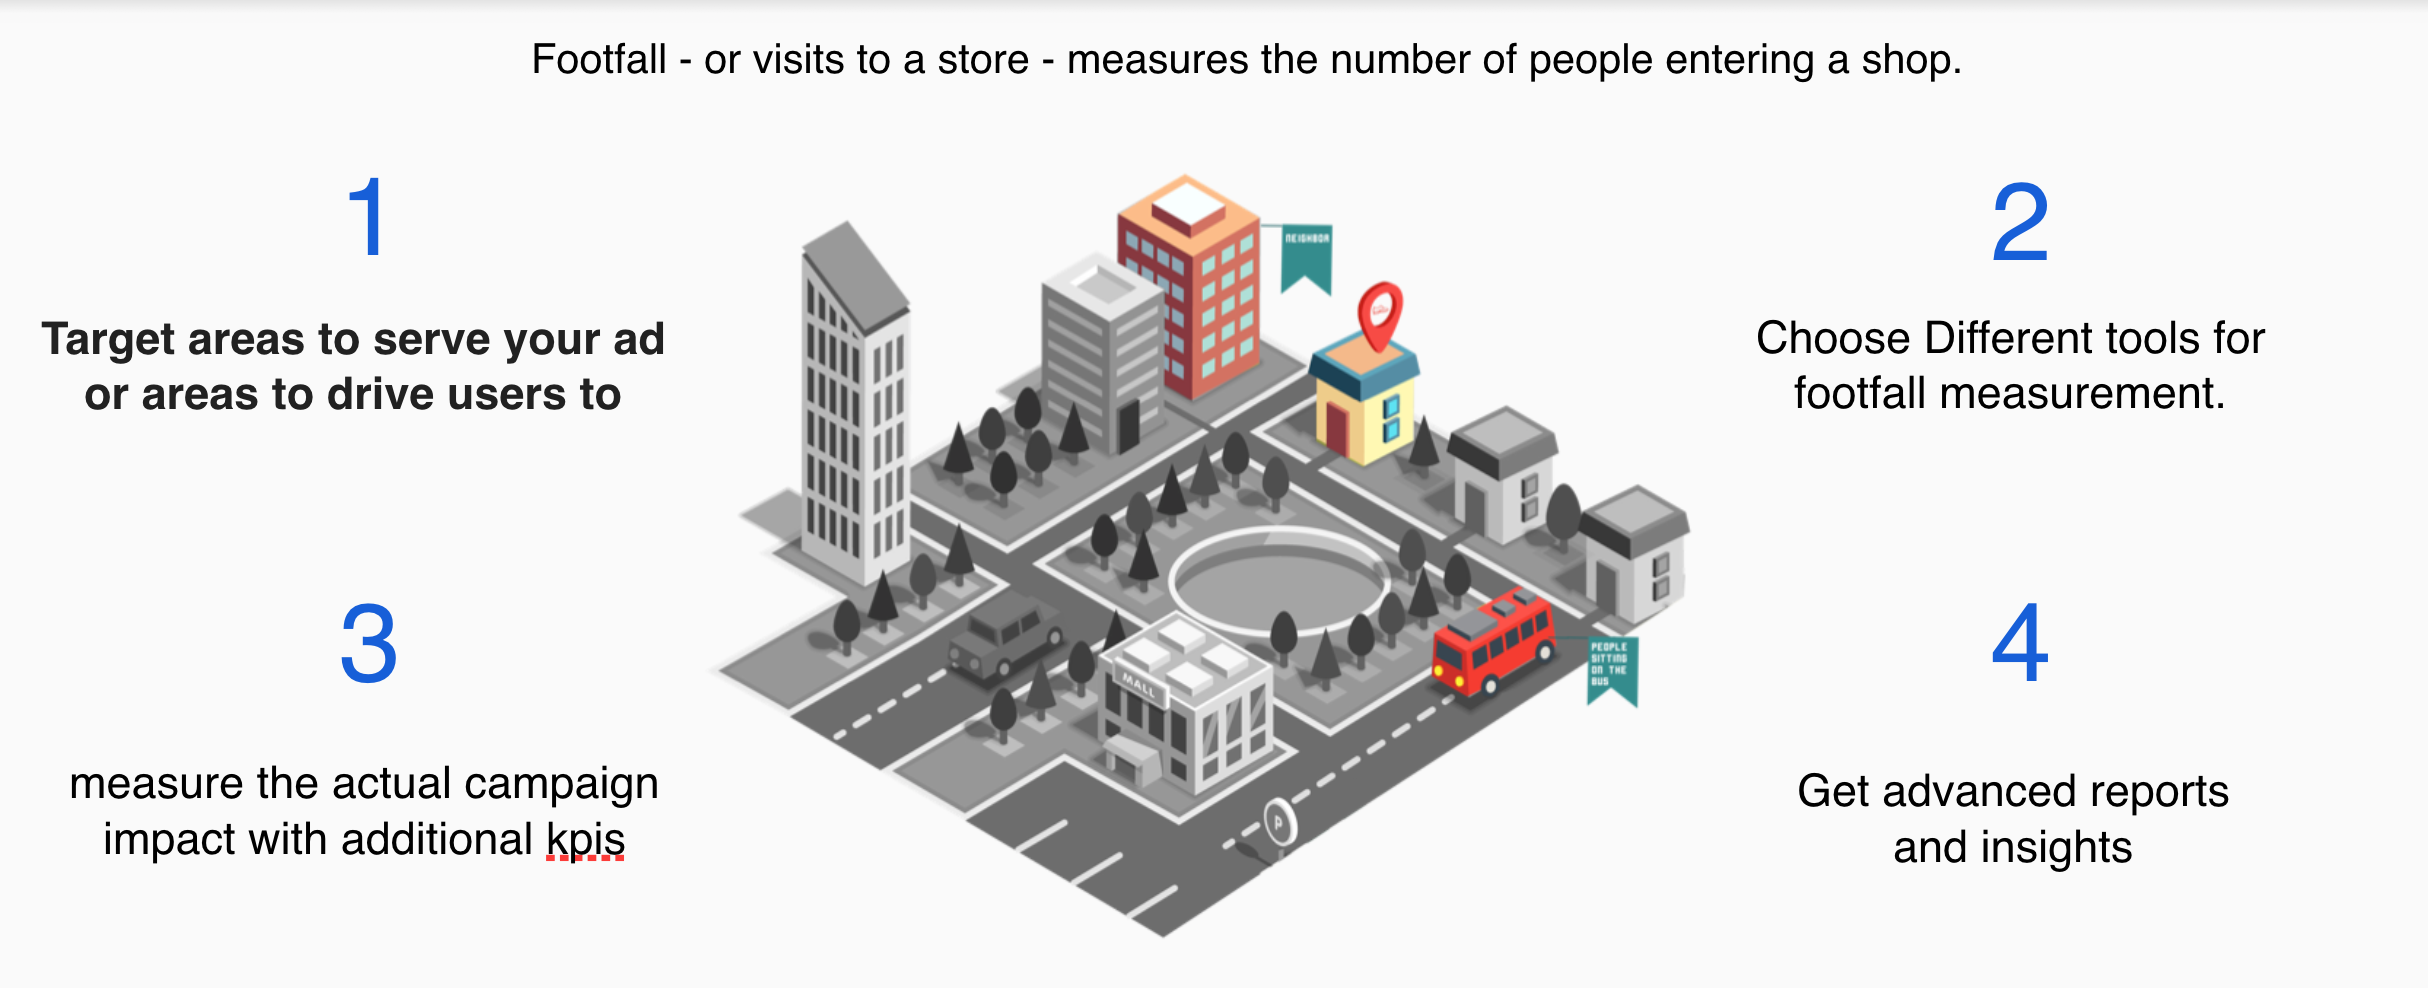 Footfall - or visits to a store - measures the number of people entering a shop.
1
Target areas to serve your ad
or areas to drive users to
2
Choose Different tools for
footfall measurement.
NEIGHBOR
MALL
PEOPLE
SITTING
ON THE
BUS
P
3
measure the actual campaign
impact with additional kpis
4
Get advanced reports
and insights